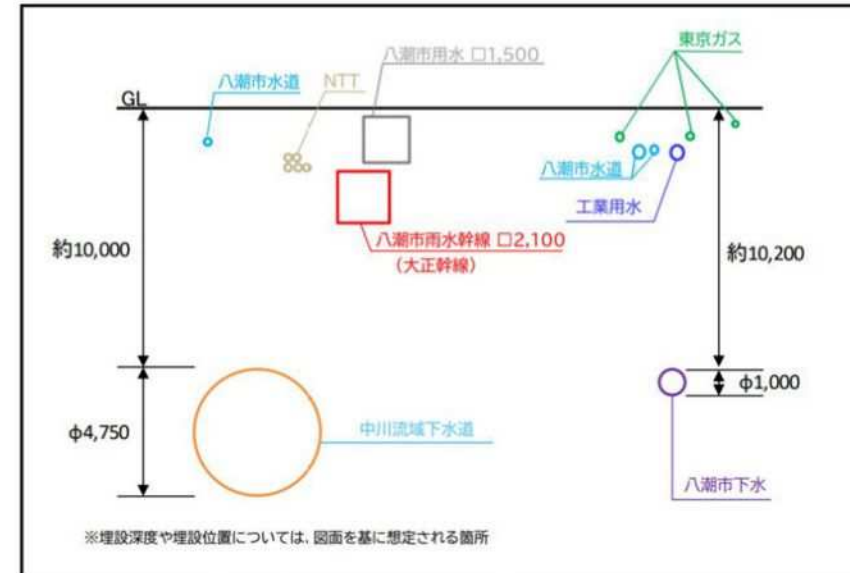 東京ガス
八潮市用水 □1,500
八潮市水道
NTT
GL
八潮市水道
工業用水
八潮市雨水幹線 □2,100
（大正幹線）
約10,000
約10,200
φ1,000
φ4,750
中川流域下水道
八潮市下水
※埋設深度や埋設位置については、図面を基に想定される箇所